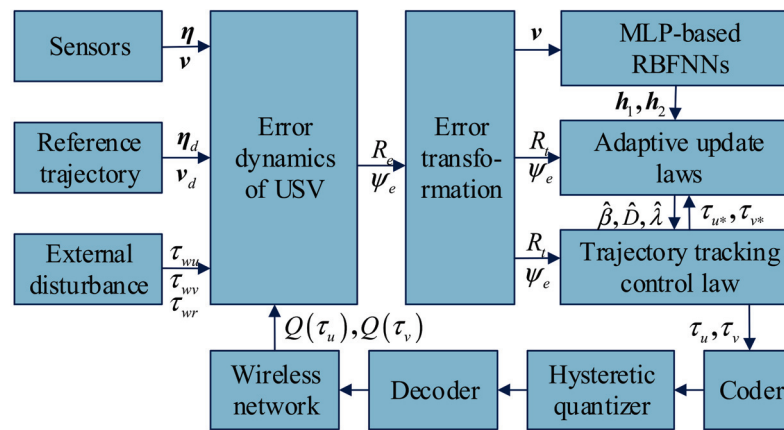 Sensors
η
v
Reference
trajectory
η_d
v_d
External
disturbance
τ_wu
τ_wv
τ_wr
Error
dynamics
of USV
R_e
ψ_e
Error
transfo-
rmation
v
R_t
ψ_e
R_t
ψ_e
MLP-based
RBFNNs
h_1, h_2
Adaptive update
laws
β̂, D̂, λ̂
τ_u*, τ_v*
Trajectory tracking
control law
τ_u, τ_v
Coder
Hysteretic
quantizer
Decoder
Wireless
network
Q(τ_u), Q(τ_v)